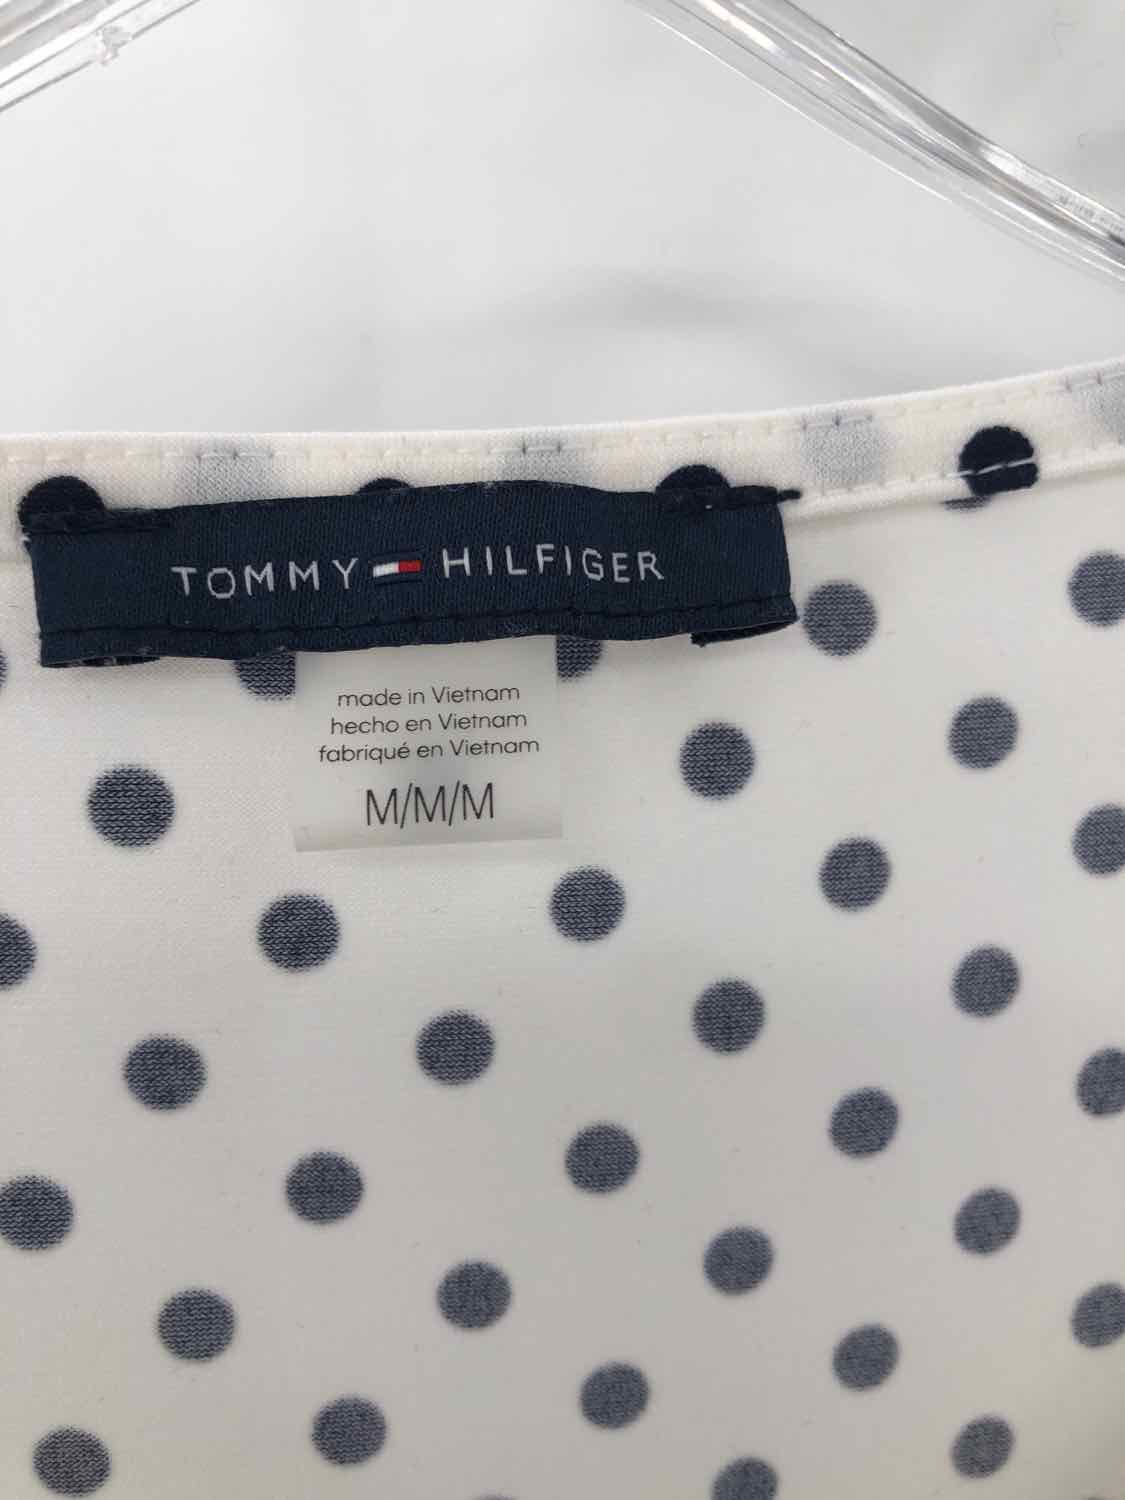 TOMMY HILFIGER
made in Vietnam
hecho en Vietnam
fabriqué en Vietnam
M/M/M